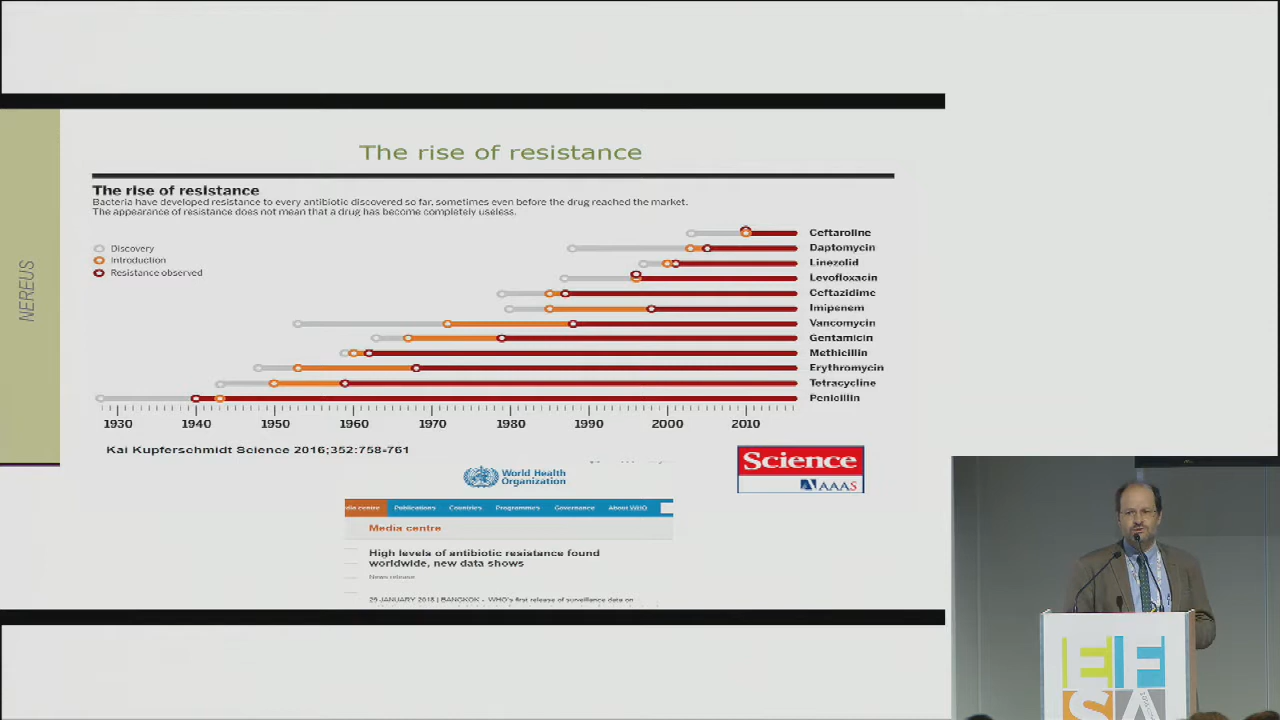 The rise of resistance
The rise of resistance
Bacteria have developed resistance to every antibiotic discovered so far, sometimes even before the drug reached the market.
The appearance of resistance does not mean that a drug has become completely useless.
Discovery
Introduction
Resistance observed
Ceftaroline
Daptomycin
Linezolid
Levofloxacin
Ceftazidime
Imipenem
Vancomycin
Gentamicin
Methicillin
Erythromycin
Tetracycline
Penicillin
1930 1940 1950 1960 1970 1980 1990 2000 2010
Kai Kupferschmidt Science 2016;352:758-761
NEREUS
World Health
Organization
Science
AAAS
dia centre Publications Countries Programmes Governance About WHO
Media centre
High levels of antibiotic resistance found
worldwide, new data shows
News release
29 JANUARY 2018 | BANGKOK - WHO's first release of surveillance data on
EF
SA